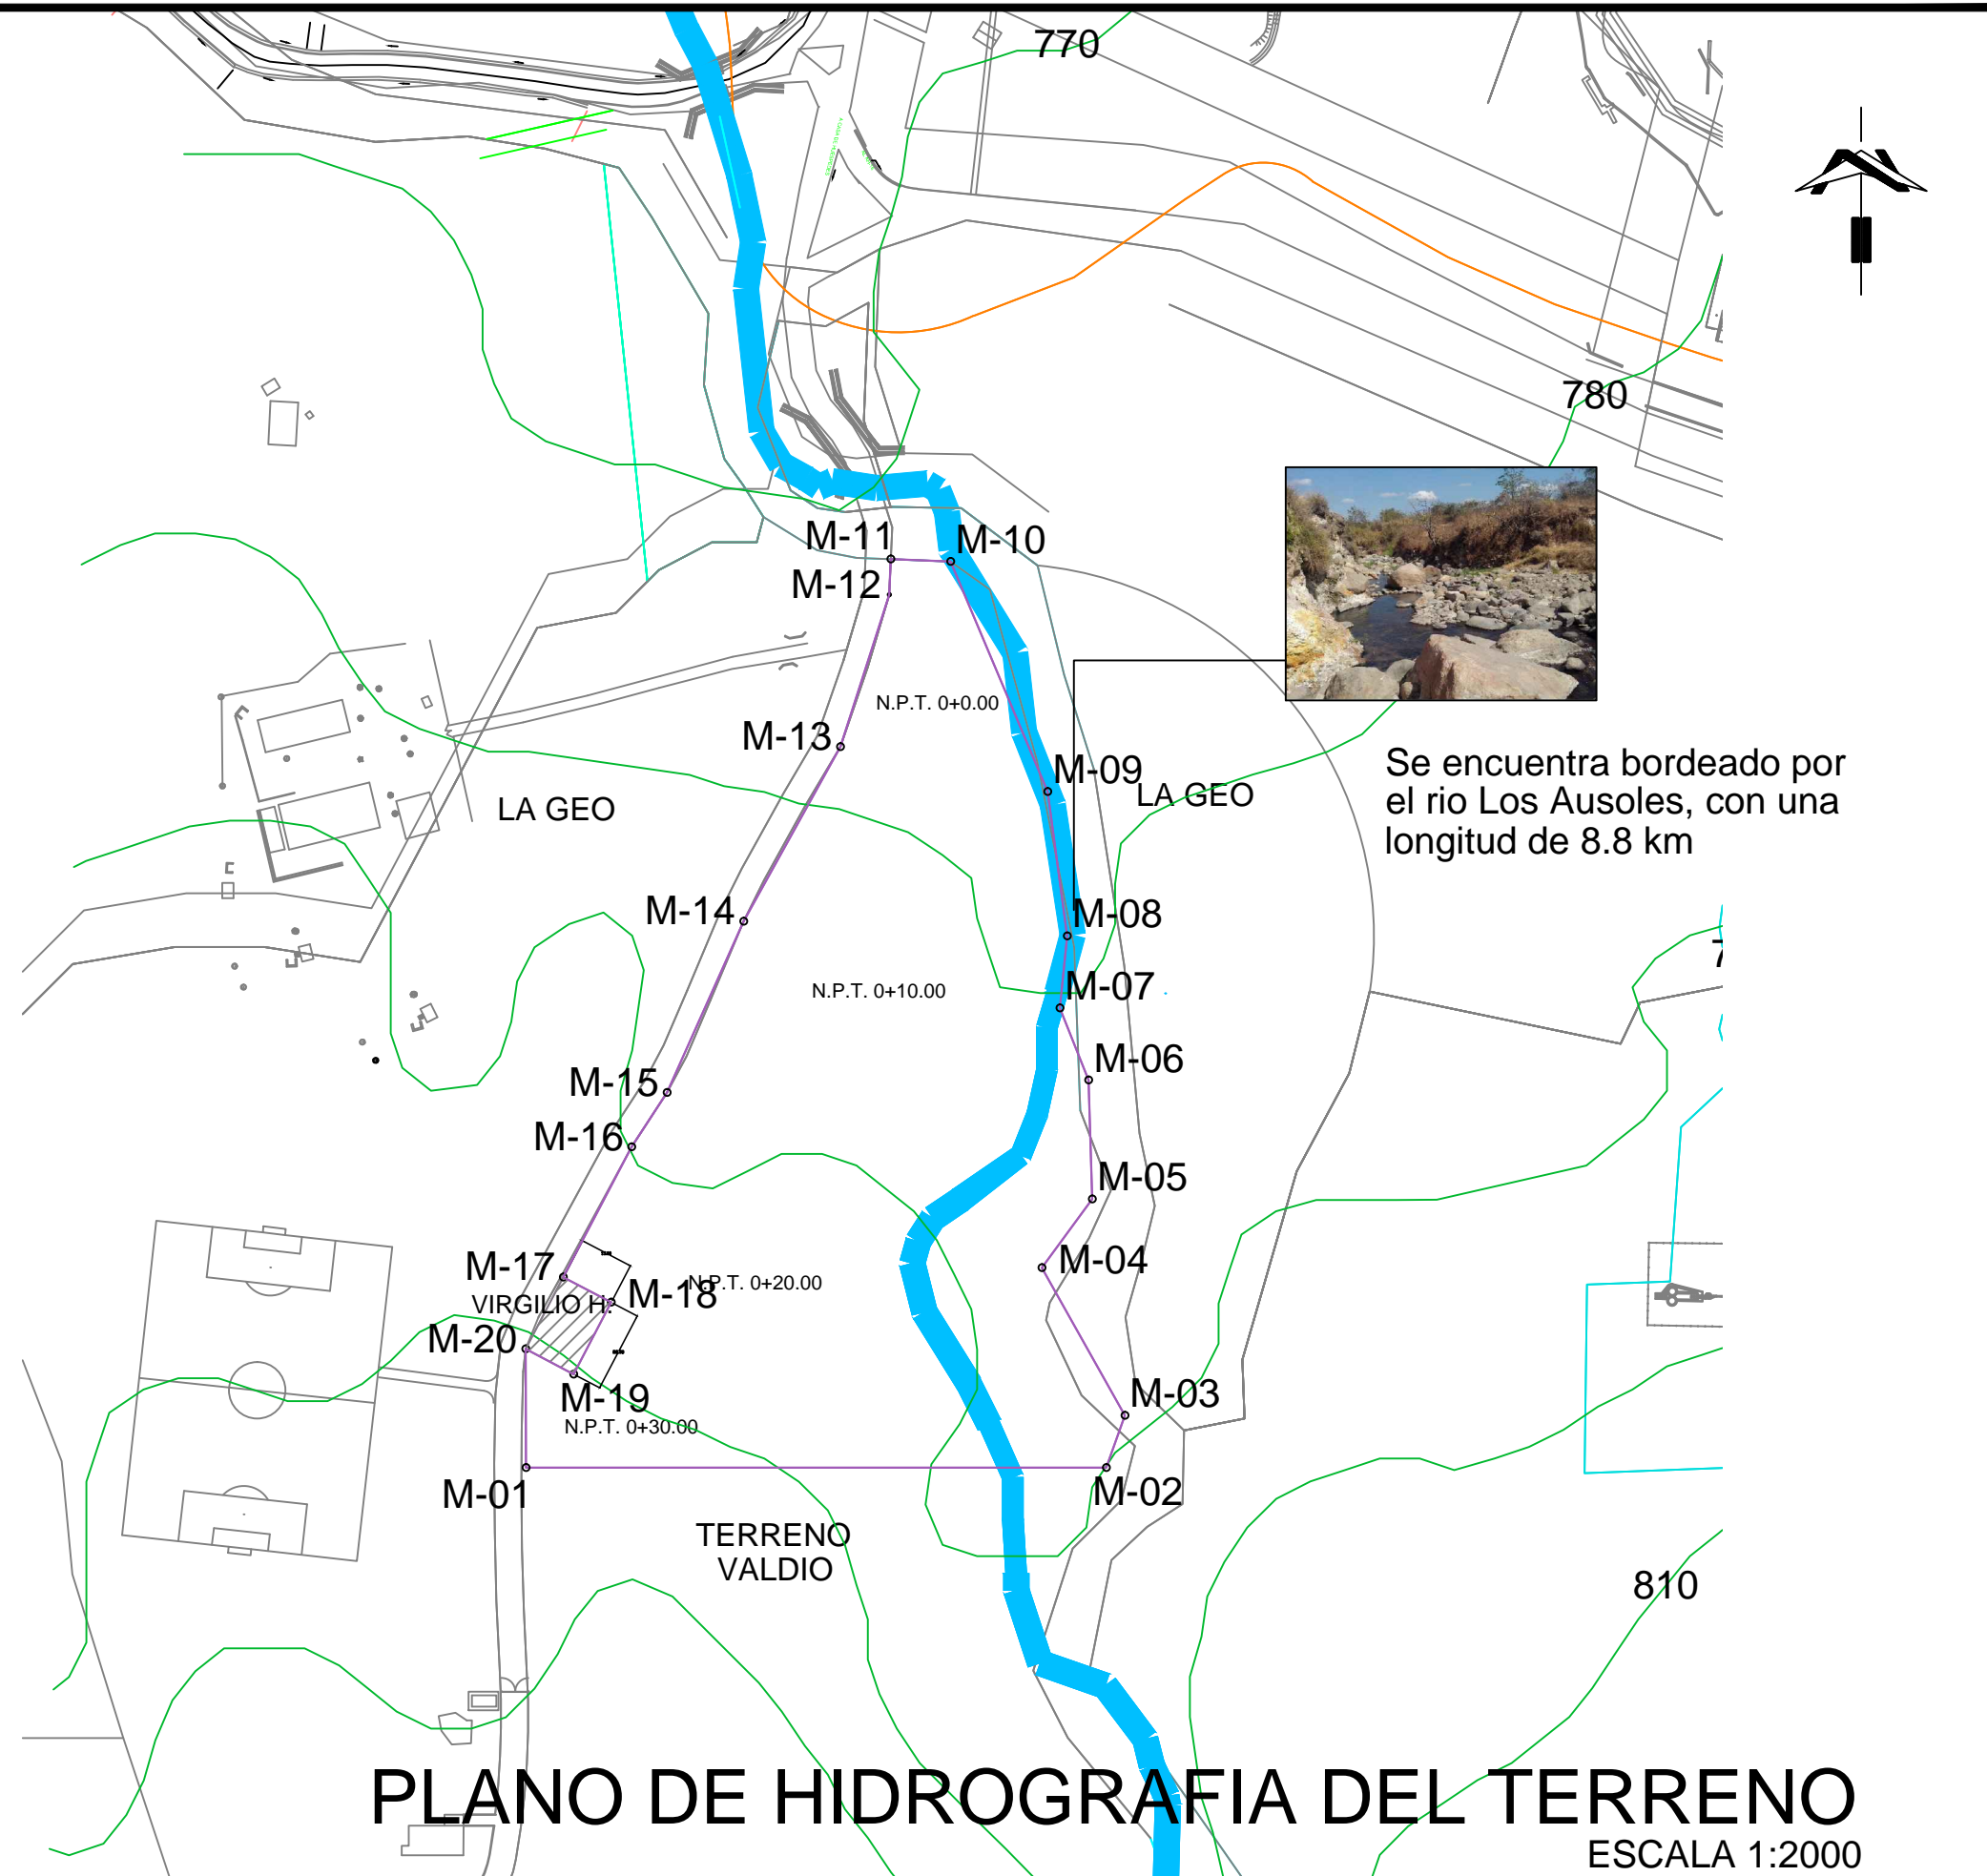 770
780
M-11
M-10
M-12
N.P.T. 0+0.00
M-13
M-09
LA GEO
LA GEO
Se encuentra bordeado por
el rio Los Ausoles, con una
longitud de 8.8 km
M-14
M-08
M-07
N.P.T. 0+10.00
M-06
M-15
M-16
M-05
M-04
M-17
N.P.T. 0+20.00
M-18
VIRGILIO H.
M-20
M-19
M-03
N.P.T. 0+30.00
M-01
M-02
TERRENO
VALDIO
810
PLANO DE HIDROGRAFIA DEL TERRENO
ESCALA 1:2000